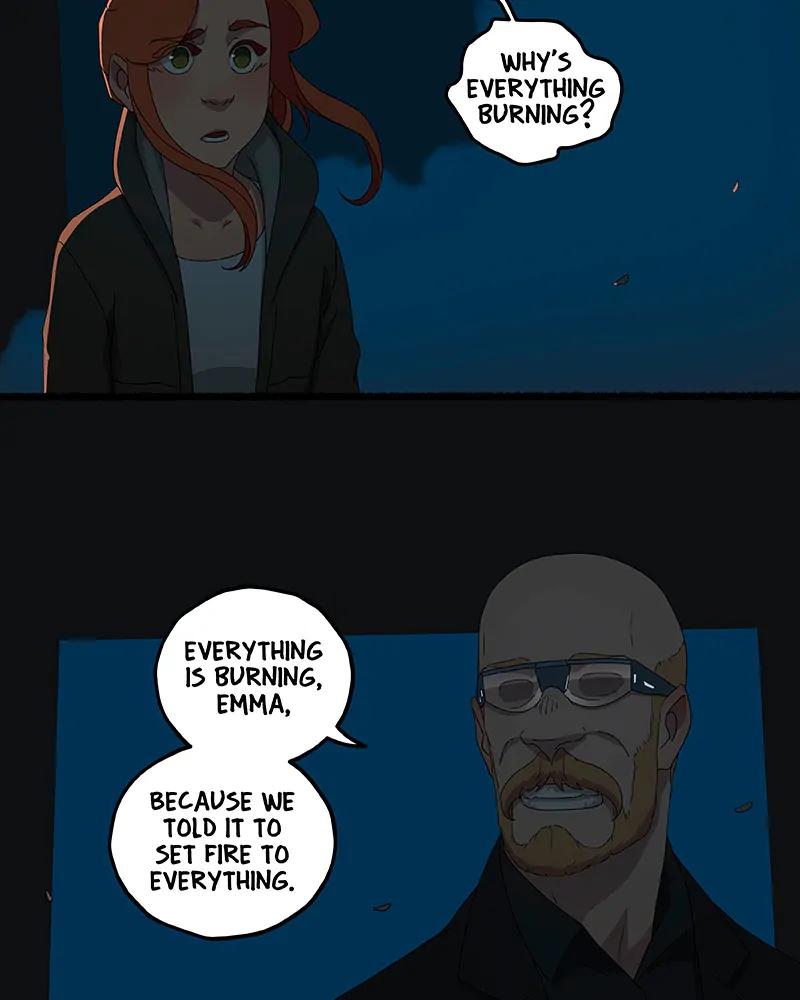 WHY'S
EVERYTHING
BURNING?
EVERYTHING
IS BURNING,
EMMA,
BECAUSE WE
TOLD IT TO
SET FIRE TO
EVERYTHING.